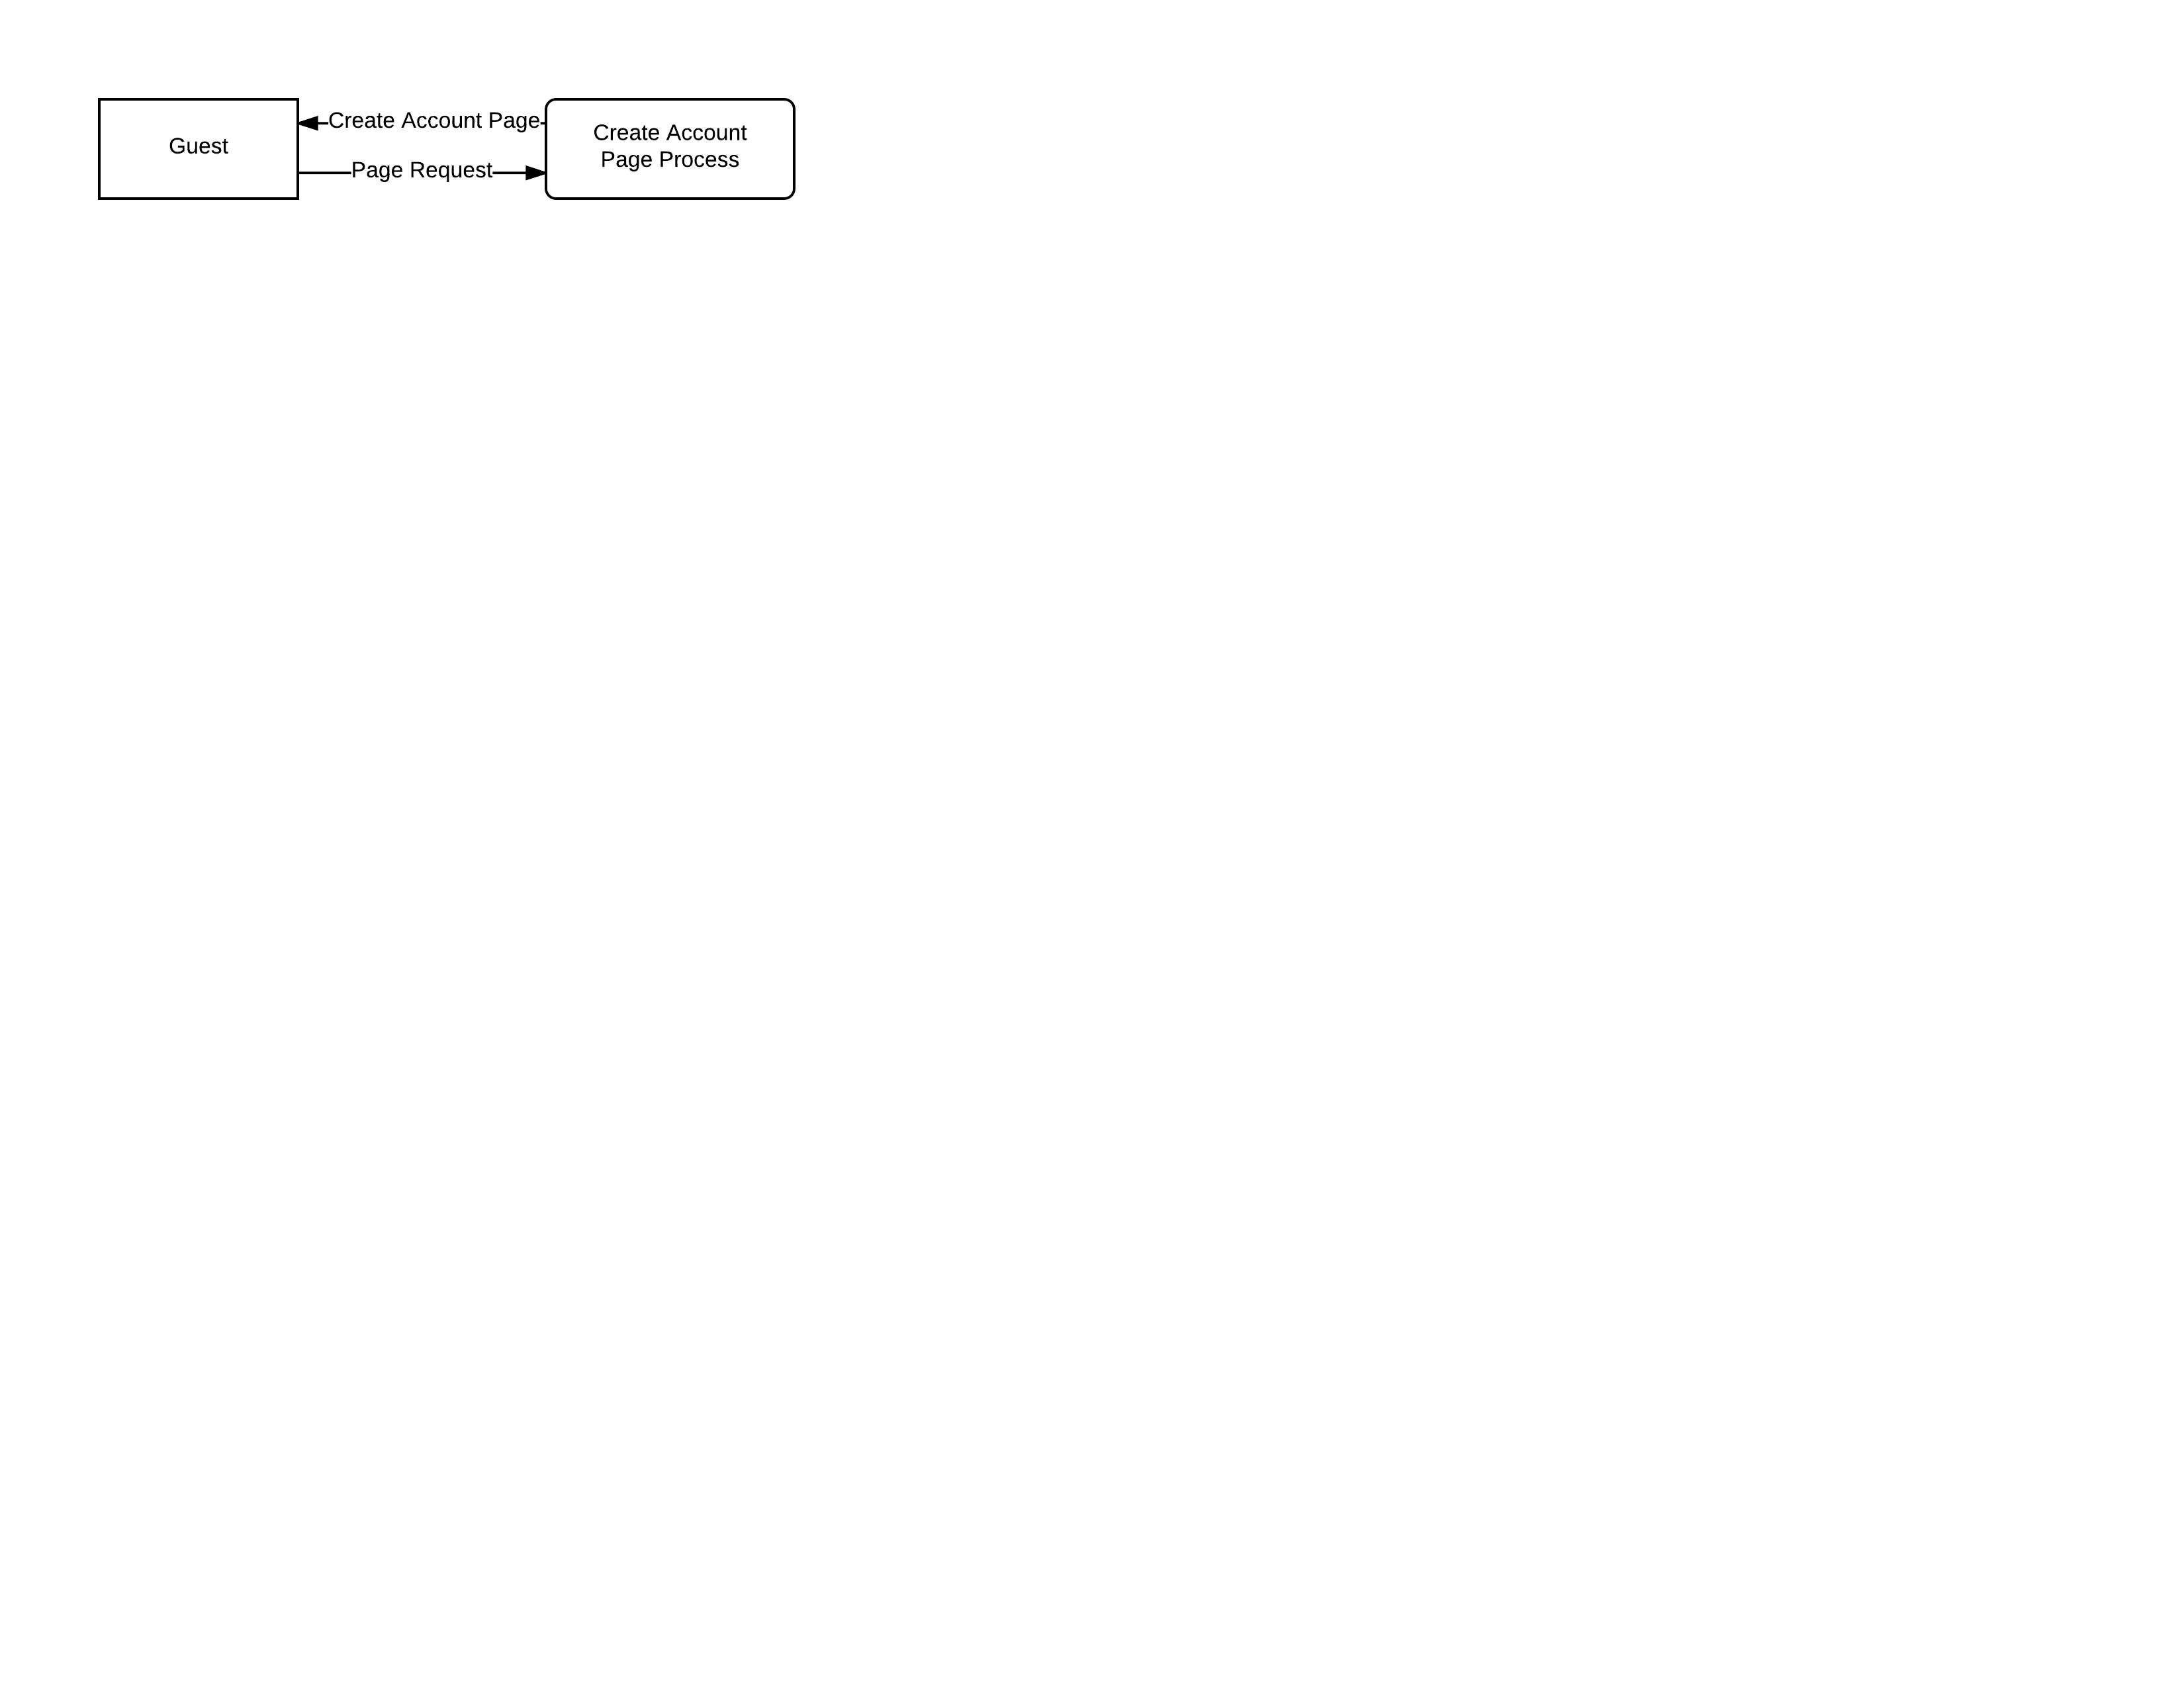 Guest
Create Account Page
Page Request
Create Account
Page Process